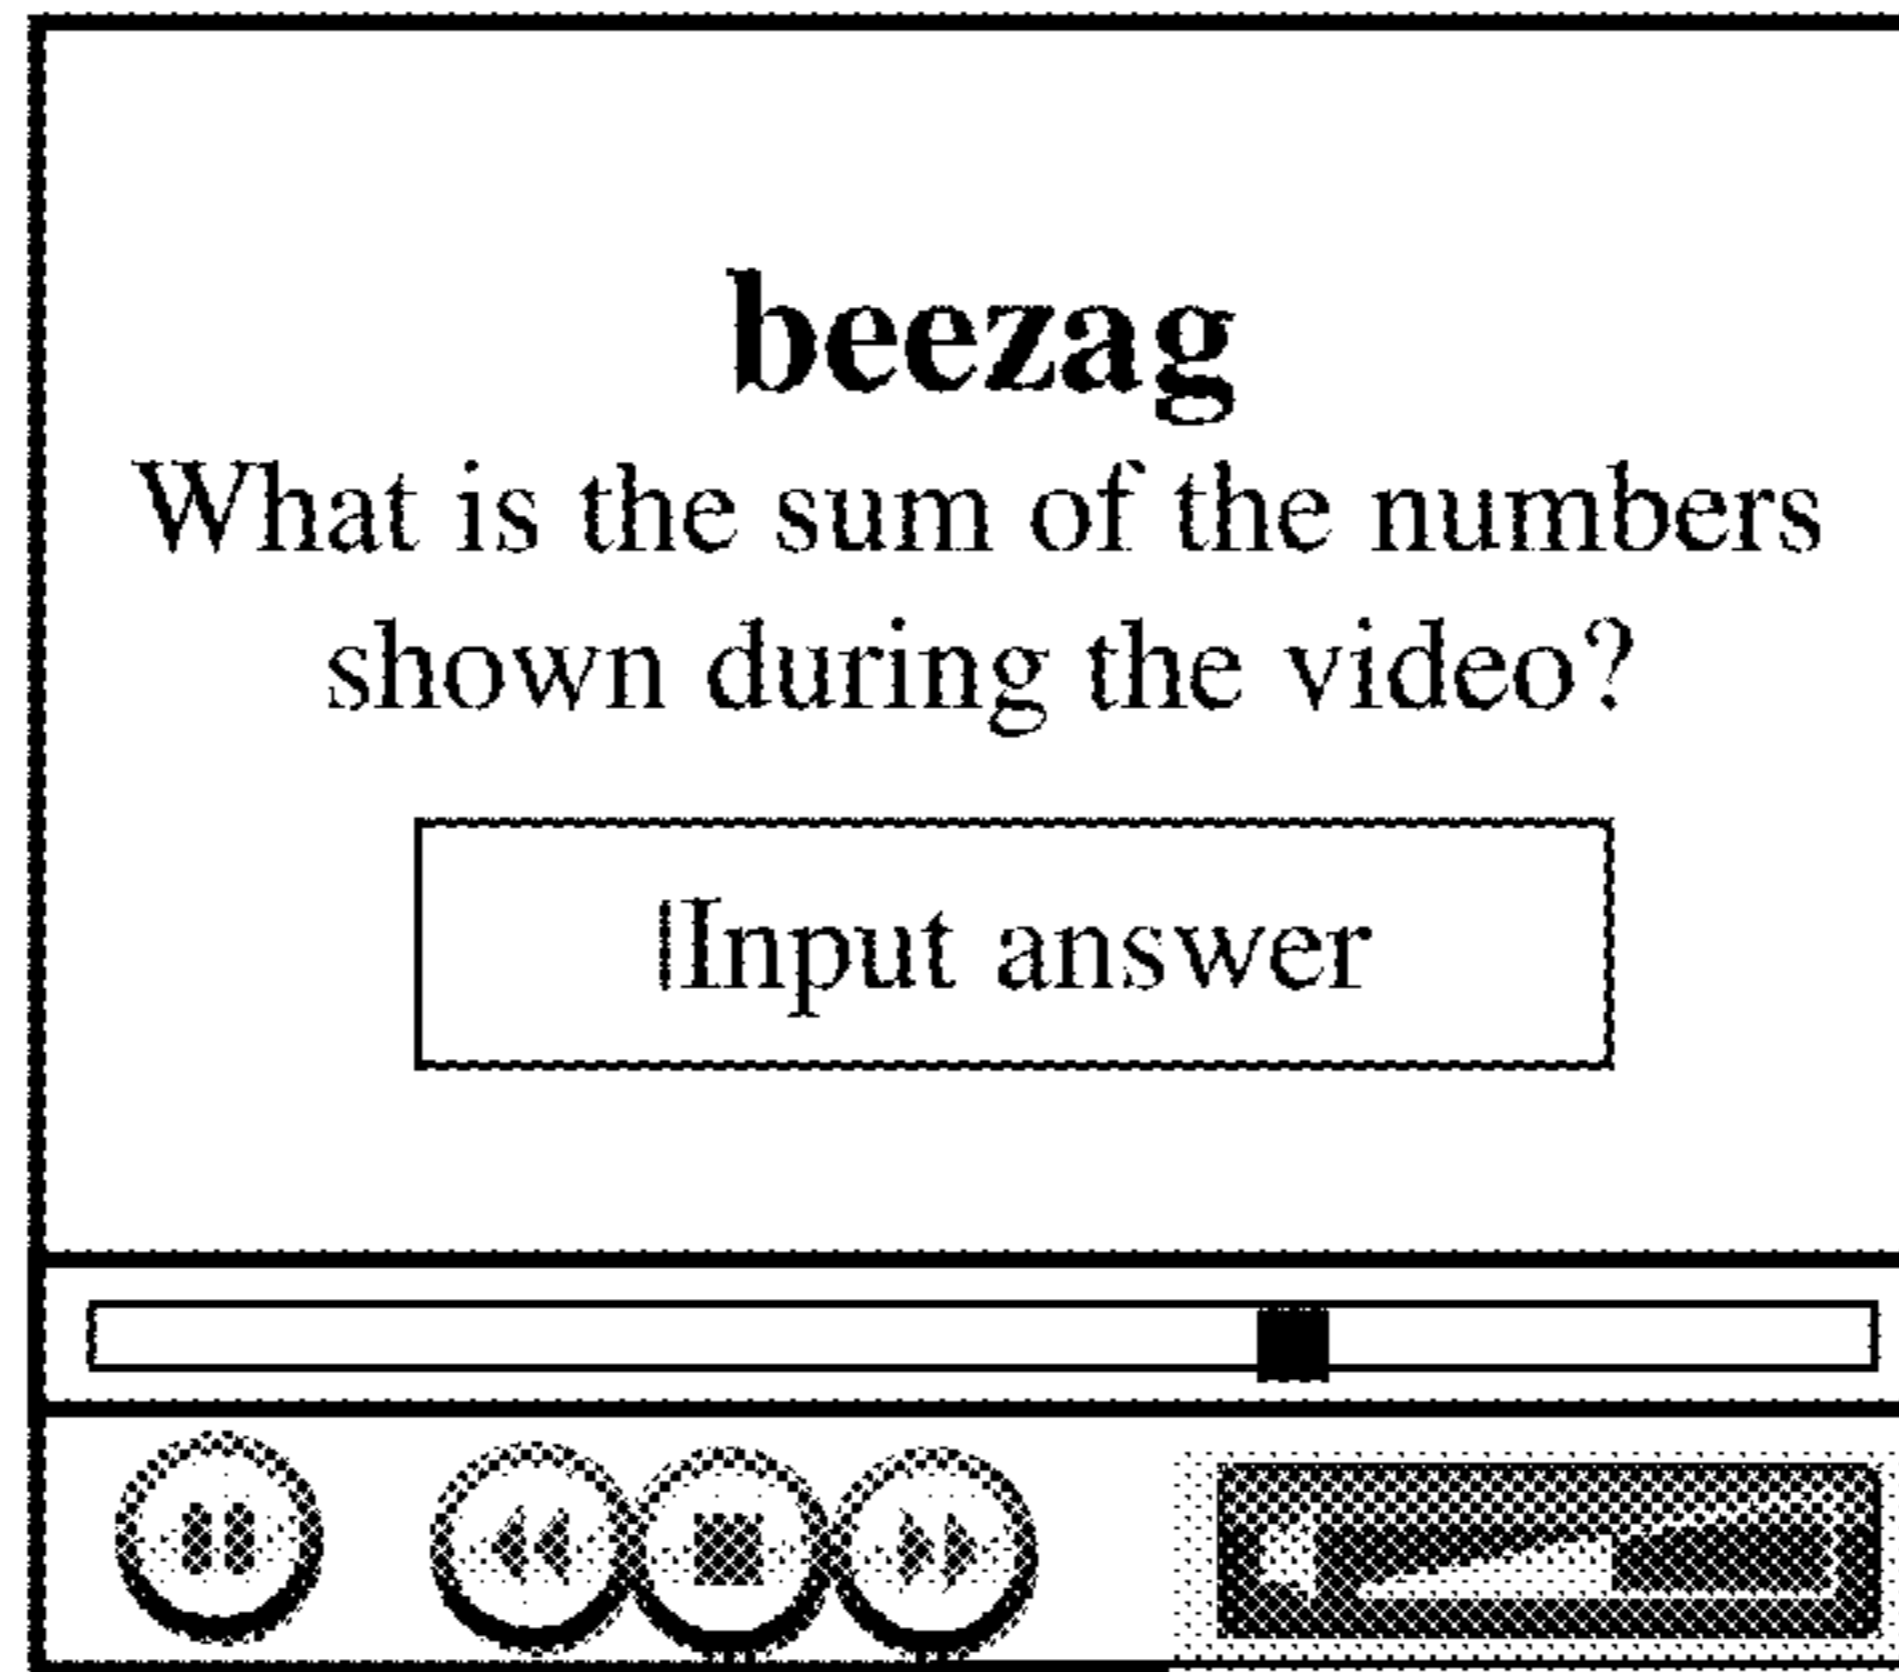 beezag
What is the sum of the numbers
shown during the video?
Input answer